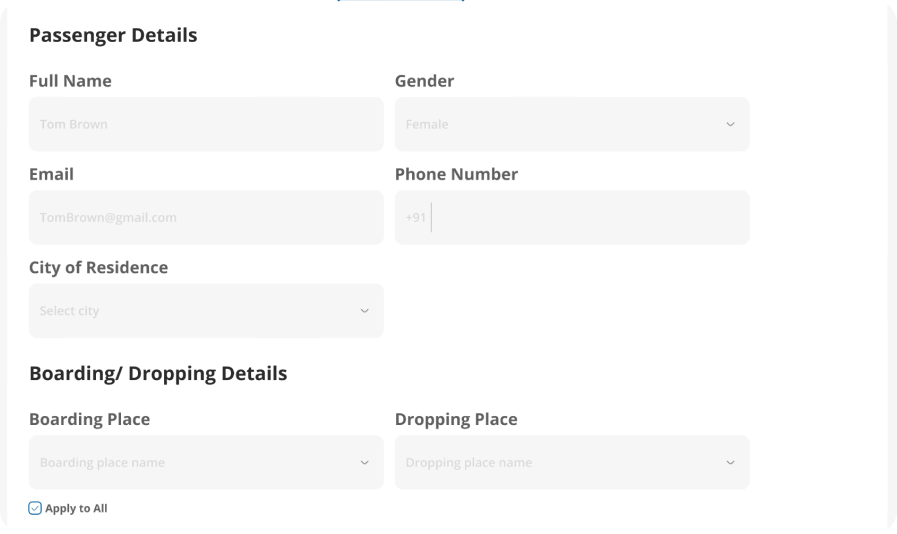 Passenger Details
Full Name
Gender
Tom Brown
Female
Email
Phone Number
TomBrown@gmail.com
+91
City of Residence
Select city
Boarding/ Dropping Details
Boarding Place
Dropping Place
Boarding place name
Dropping place name
Apply to All